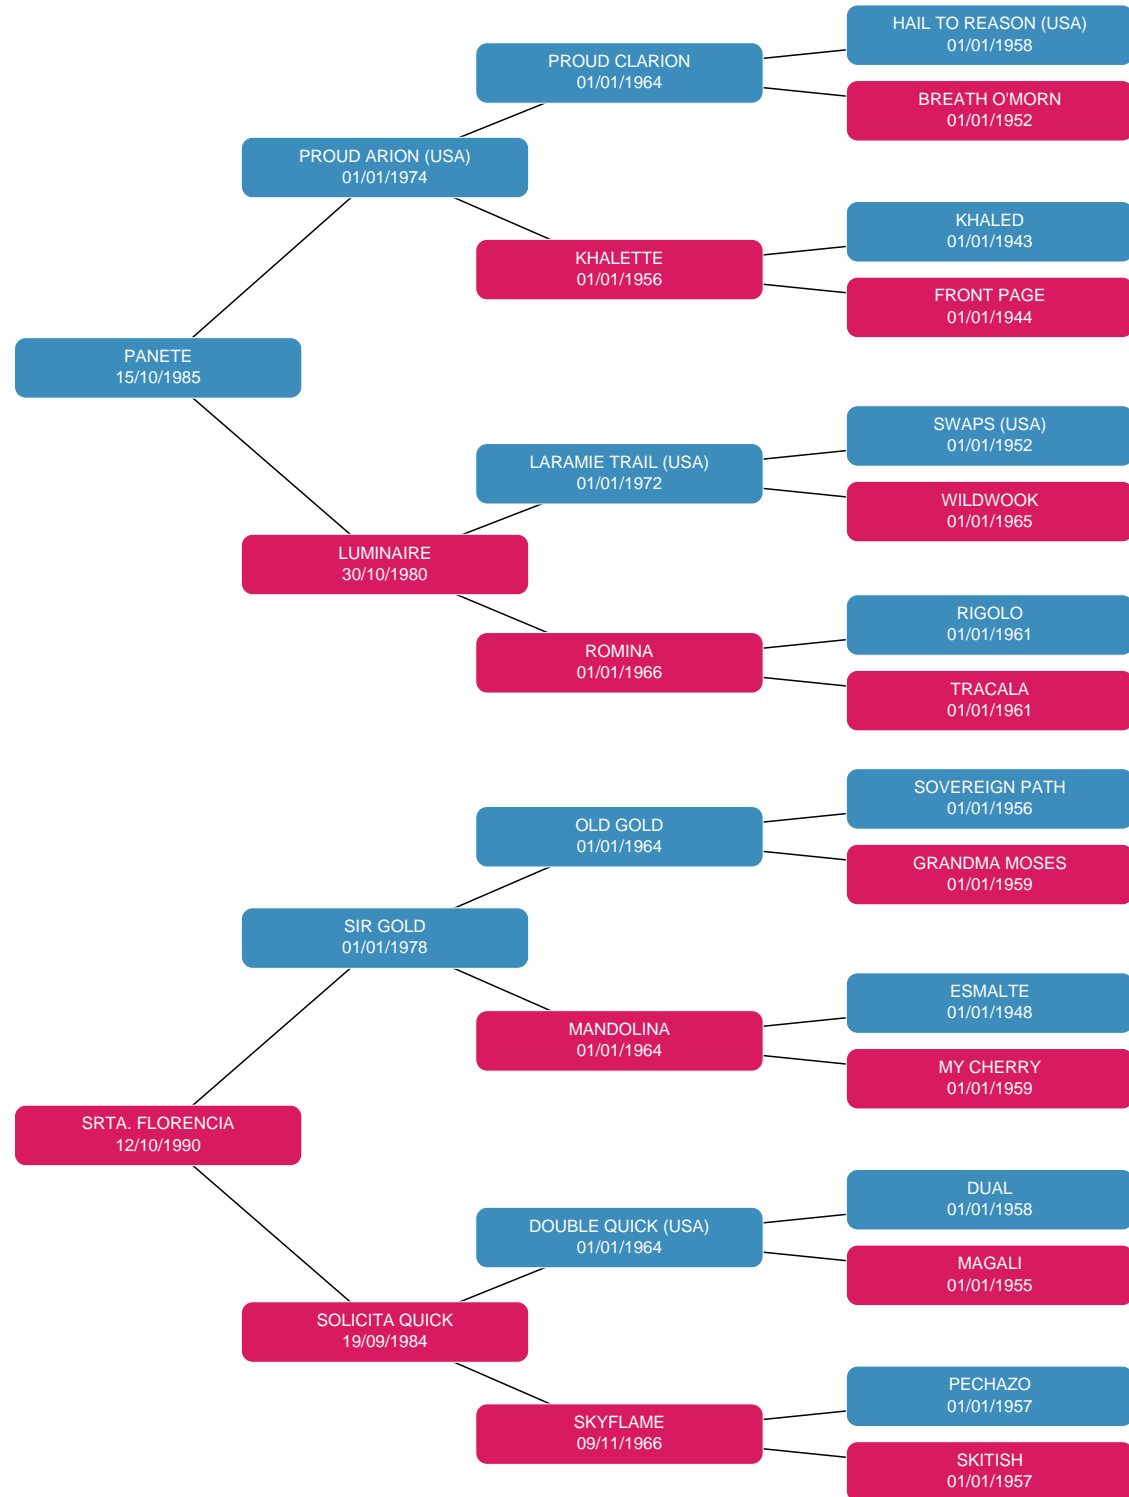 HAIL TO REASON (USA)
01/01/1958
PROUD CLARION
01/01/1964
BREATH O'MORN
01/01/1952
PROUD ARION (USA)
01/01/1974
KHALED
01/01/1943
KHALETTE
01/01/1956
FRONT PAGE
01/01/1944
PANETE
15/10/1985
SWAPS (USA)
01/01/1952
LARAMIE TRAIL (USA)
01/01/1972
WILDWOOK
01/01/1965
LUMINAIRE
30/10/1980
RIGOLO
01/01/1961
ROMINA
01/01/1966
TRACALA
01/01/1961
SOVEREIGN PATH
01/01/1956
OLD GOLD
01/01/1964
GRANDMA MOSES
01/01/1959
SIR GOLD
01/01/1978
ESMALTE
01/01/1948
MANDOLINA
01/01/1964
MY CHERRY
01/01/1959
SRTA. FLORENCIA
12/10/1990
DUAL
01/01/1958
DOUBLE QUICK (USA)
01/01/1964
MAGALI
01/01/1955
SOLICITA QUICK
19/09/1984
PECHAZO
01/01/1957
SKYFLAME
09/11/1966
SKITISH
01/01/1957